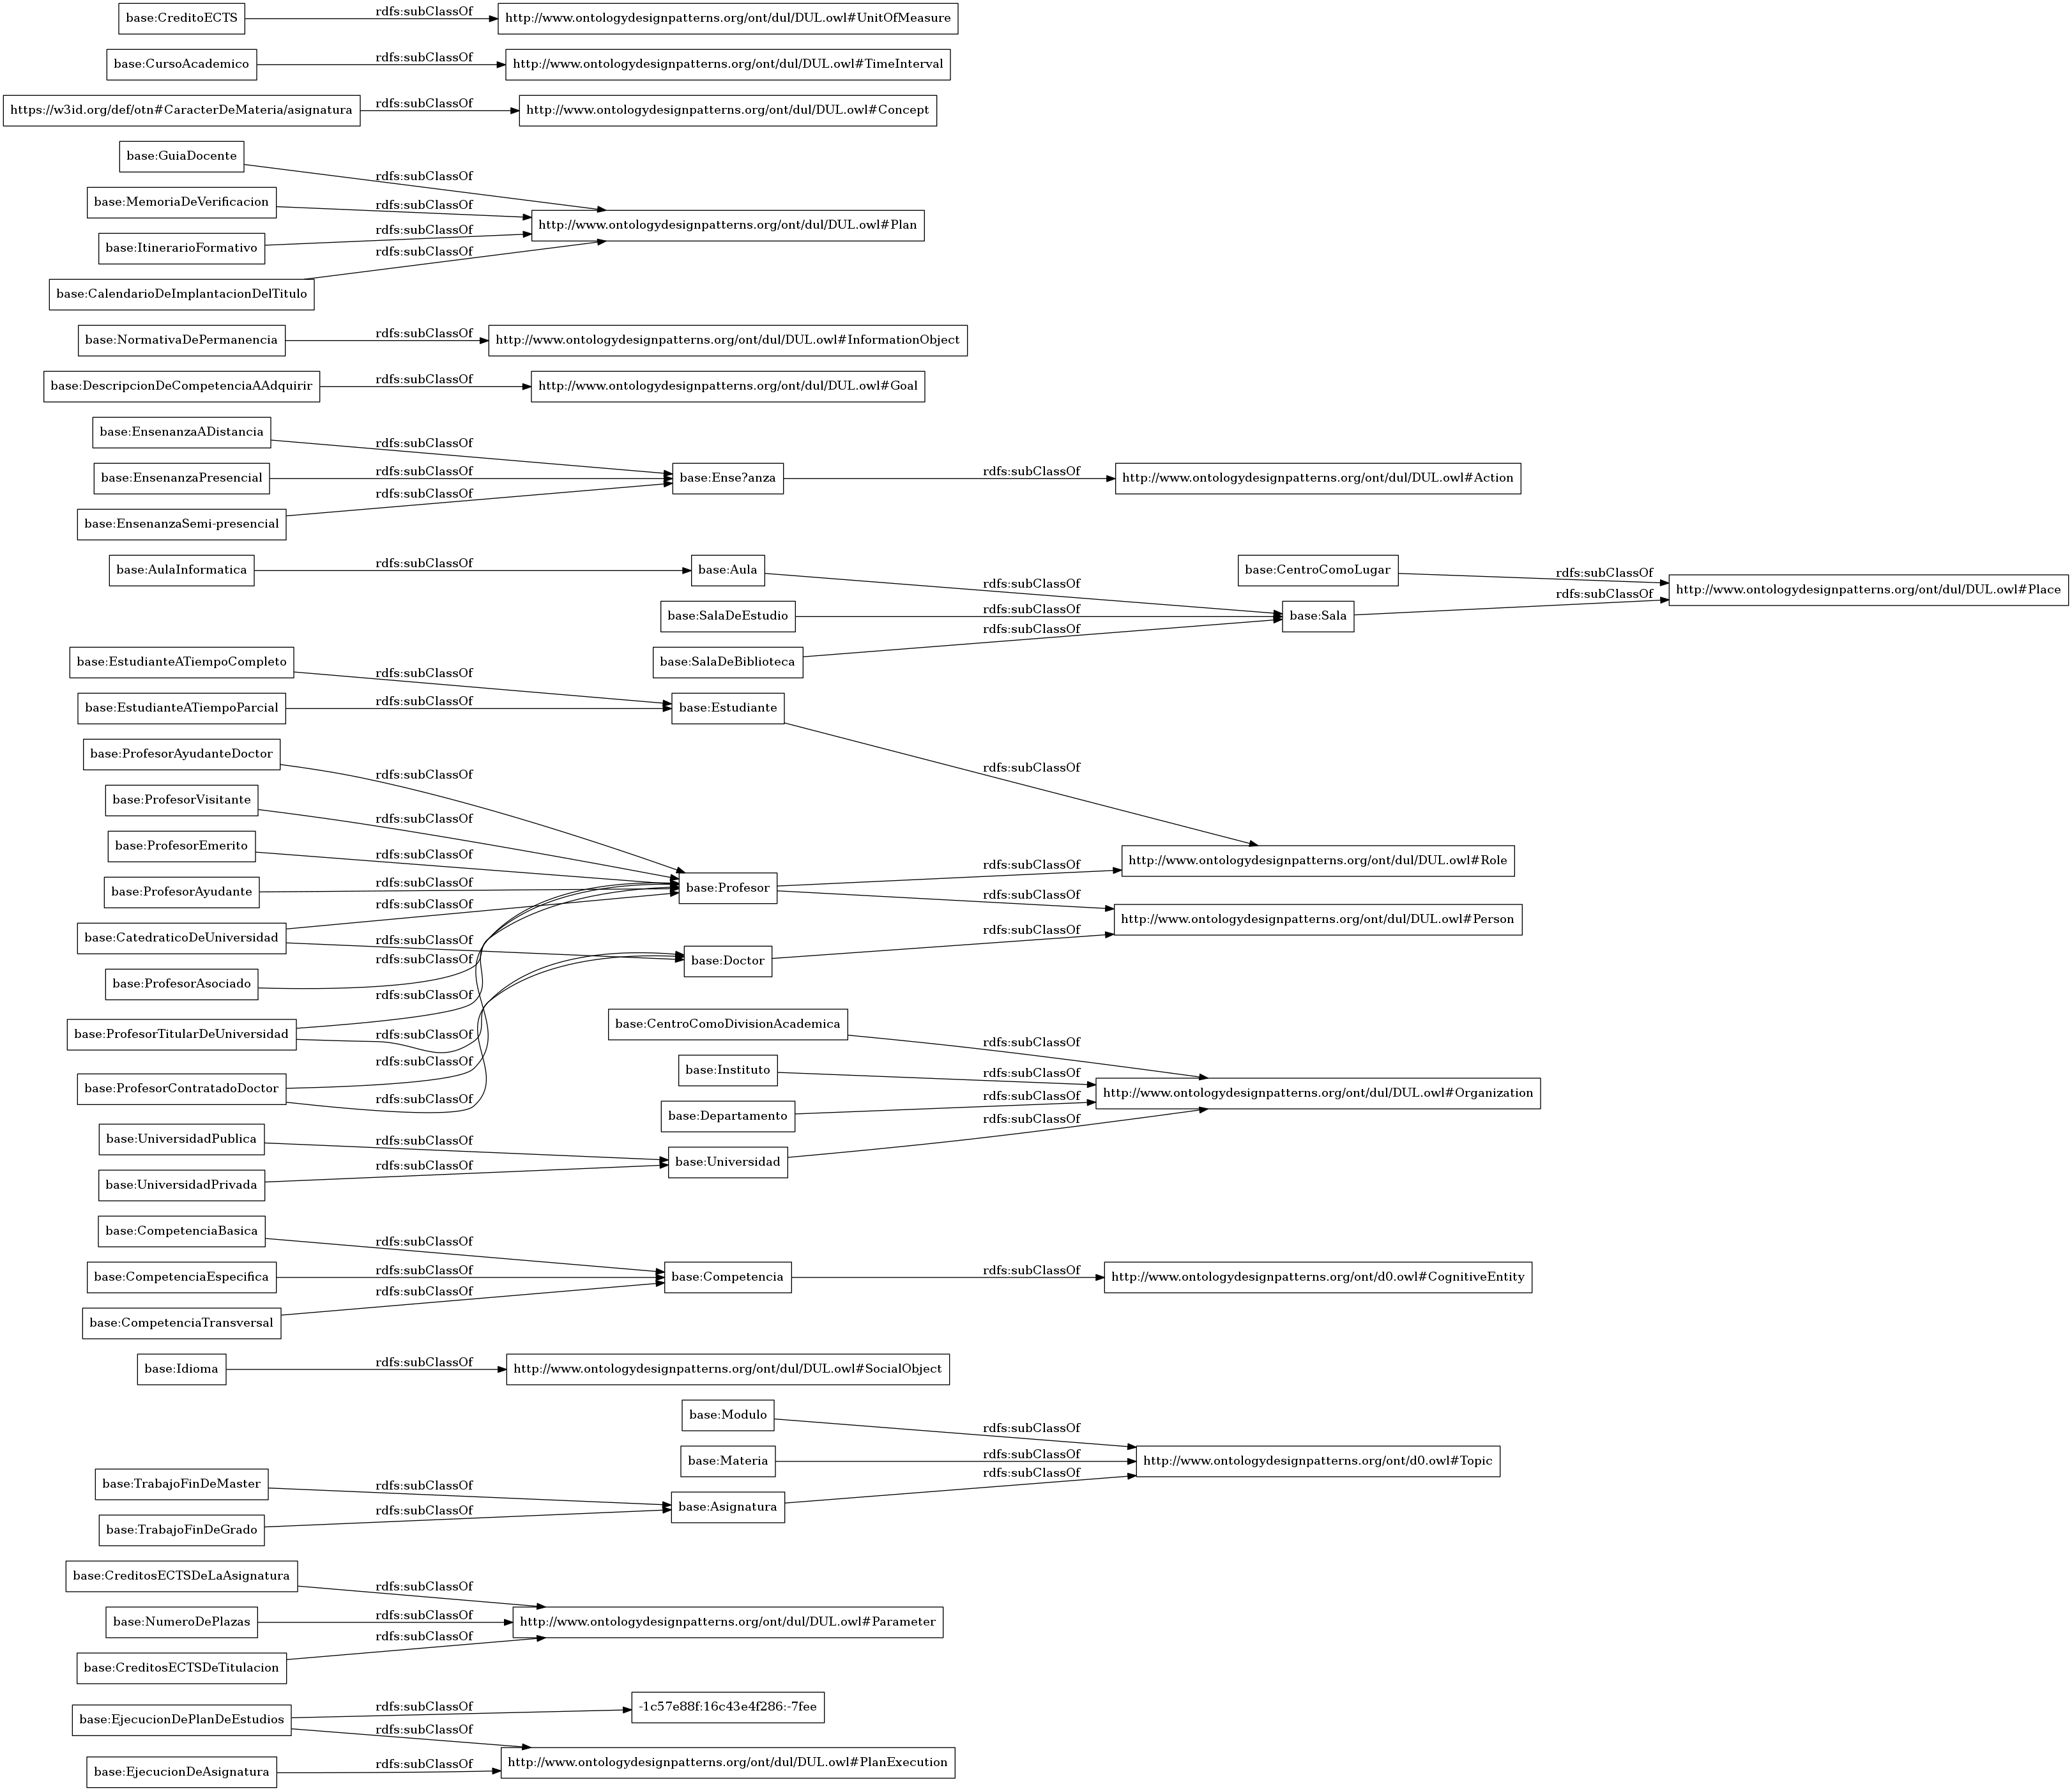 base:CreditoECTS rdfs:subClassOf http://www.ontologydesignpatterns.org/ont/dul/DUL.owl#UnitOfMeasure
base:CursoAcademico rdfs:subClassOf http://www.ontologydesignpatterns.org/ont/dul/DUL.owl#TimeInterval
https://w3id.org/def/otn#CaracterDeMateria/asignatura rdfs:subClassOf http://www.ontologydesignpatterns.org/ont/dul/DUL.owl#Concept
base:GuiaDocente rdfs:subClassOf
base:MemoriaDeVerificacion rdfs:subClassOf
http://www.ontologydesignpatterns.org/ont/dul/DUL.owl#Plan
base:ItinerarioFormativo rdfs:subClassOf
base:CalendarioDeImplantacionDelTitulo rdfs:subClassOf
base:NormativaDePermanencia rdfs:subClassOf http://www.ontologydesignpatterns.org/ont/dul/DUL.owl#InformationObject
base:DescripcionDeCompetenciaAAdquirir rdfs:subClassOf http://www.ontologydesignpatterns.org/ont/dul/DUL.owl#Goal
base:EnsenanzaADistancia rdfs:subClassOf
base:EnsenanzaPresencial rdfs:subClassOf base:Ense?anza rdfs:subClassOf http://www.ontologydesignpatterns.org/ont/dul/DUL.owl#Action
base:EnsenanzaSemi-presencial rdfs:subClassOf
base:AulaInformatica rdfs:subClassOf base:Aula rdfs:subClassOf base:CentroComoLugar rdfs:subClassOf
http://www.ontologydesignpatterns.org/ont/dul/DUL.owl#Place
base:SalaDeEstudio rdfs:subClassOf base:Sala rdfs:subClassOf
base:SalaDeBiblioteca rdfs:subClassOf
base:EstudianteATiempoCompleto rdfs:subClassOf
base:EstudianteATiempoParcial rdfs:subClassOf base:Estudiante rdfs:subClassOf
base:ProfesorAyudanteDoctor rdfs:subClassOf
base:ProfesorVisitante rdfs:subClassOf
base:ProfesorEmerito rdfs:subClassOf
http://www.ontologydesignpatterns.org/ont/dul/DUL.owl#Role
base:ProfesorAyudante rdfs:subClassOf base:Profesor rdfs:subClassOf
rdfs:subClassOf http://www.ontologydesignpatterns.org/ont/dul/DUL.owl#Person
base:CatedraticoDeUniversidad rdfs:subClassOf
rdfs:subClassOf
base:Doctor rdfs:subClassOf
base:ProfesorAsociado rdfs:subClassOf
base:ProfesorTitularDeUniversidad rdfs:subClassOf
rdfs:subClassOf
base:CentroComoDivisionAcademica rdfs:subClassOf
base:Instituto rdfs:subClassOf
base:ProfesorContratadoDoctor rdfs:subClassOf
rdfs:subClassOf
http://www.ontologydesignpatterns.org/ont/dul/DUL.owl#Organization
base:Departamento rdfs:subClassOf
base:UniversidadPublica rdfs:subClassOf
base:Universidad rdfs:subClassOf
base:UniversidadPrivada rdfs:subClassOf
base:CompetenciaBasica rdfs:subClassOf
base:CompetenciaEspecifica rdfs:subClassOf base:Competencia rdfs:subClassOf http://www.ontologydesignpatterns.org/ont/d0.owl#CognitiveEntity
base:CompetenciaTransversal rdfs:subClassOf
base:Idioma rdfs:subClassOf http://www.ontologydesignpatterns.org/ont/dul/DUL.owl#SocialObject
base:Modulo rdfs:subClassOf
base:Materia rdfs:subClassOf http://www.ontologydesignpatterns.org/ont/d0.owl#Topic
base:TrabajoFinDeMaster rdfs:subClassOf
base:Asignatura rdfs:subClassOf
base:TrabajoFinDeGrado rdfs:subClassOf
base:CreditosECTSDeLaAsignatura rdfs:subClassOf
base:NumeroDePlazas rdfs:subClassOf http://www.ontologydesignpatterns.org/ont/dul/DUL.owl#Parameter
base:CreditosECTSDeTitulacion rdfs:subClassOf
base:EjecucionDePlanDeEstudios rdfs:subClassOf -1c57e88f:16c43e4f286:-7fee
rdfs:subClassOf
base:EjecucionDeAsignatura rdfs:subClassOf http://www.ontologydesignpatterns.org/ont/dul/DUL.owl#PlanExecution